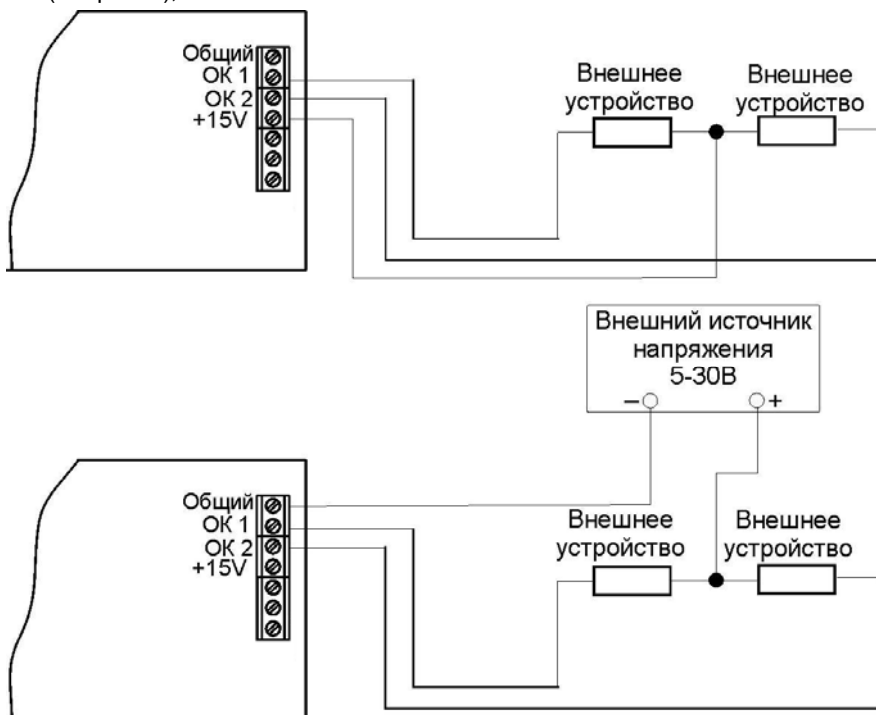 Общий
ОК 1
ОК 2
+15V
Внешнее
устройство
Внешнее
устройство
Внешний источник
напряжения
5-30В
– +
Общий
ОК 1
ОК 2
+15V
Внешнее
устройство
Внешнее
устройство